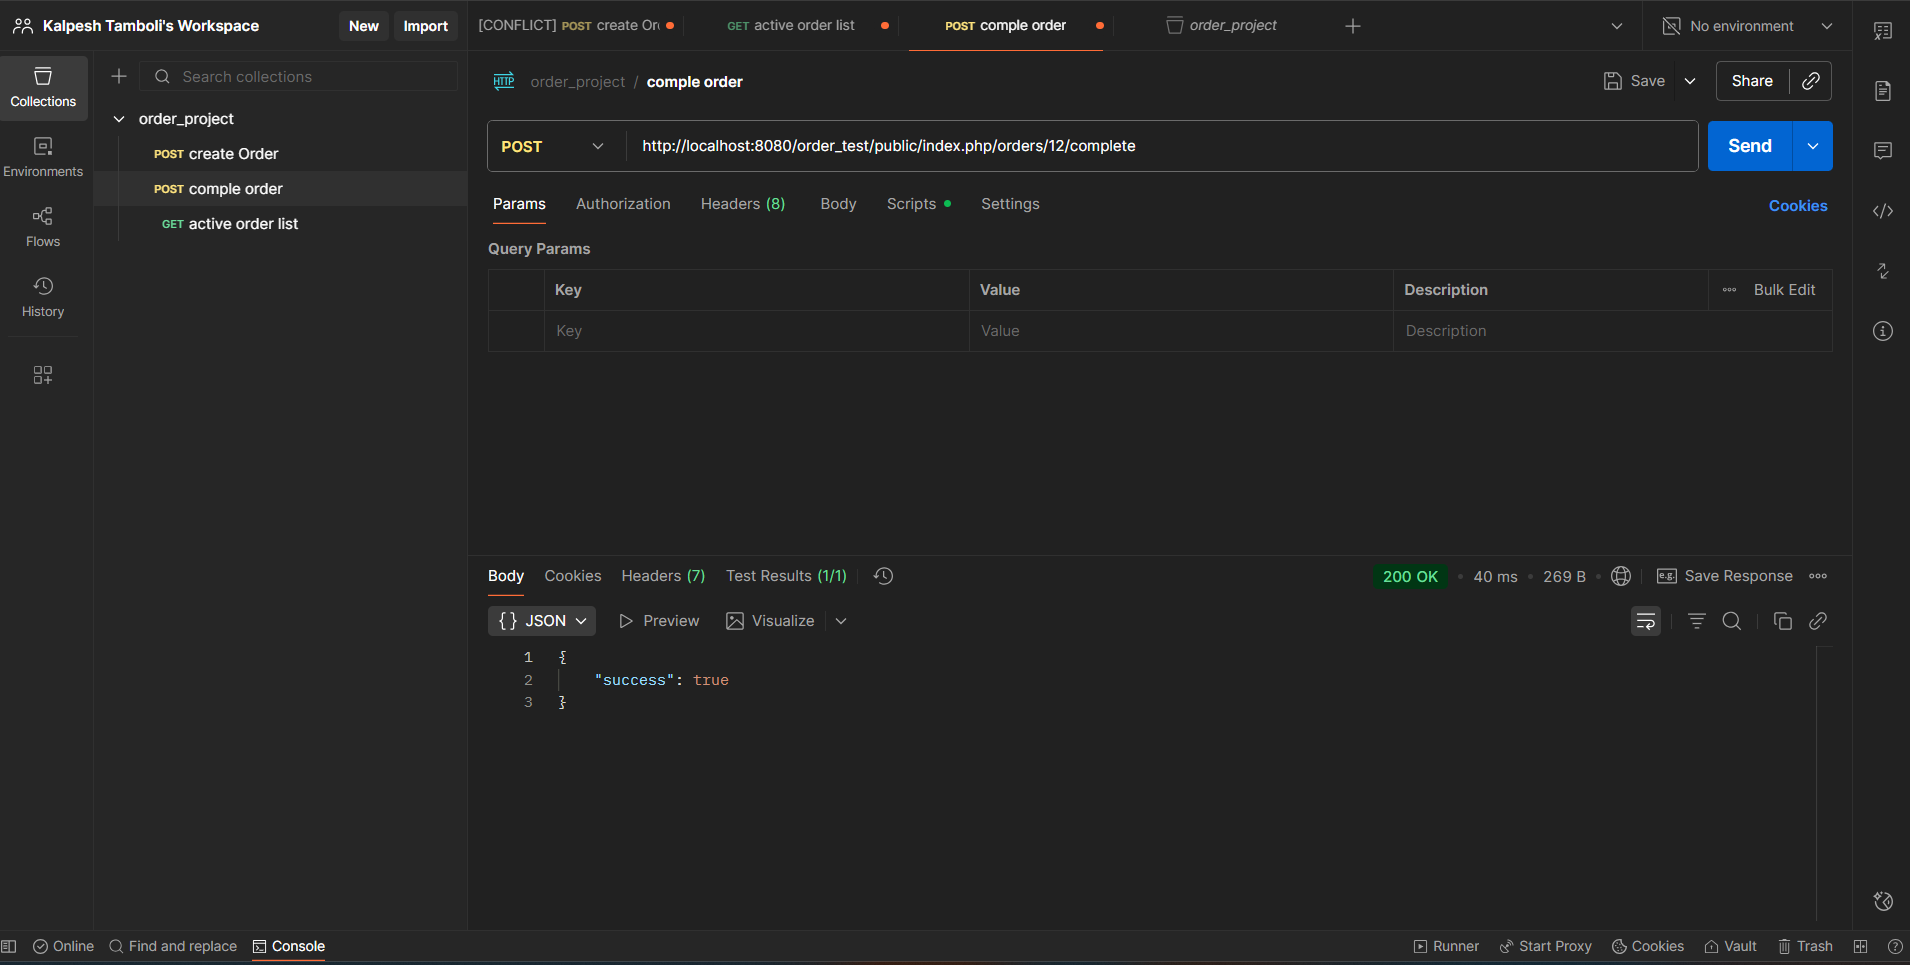 Kalpesh Tamboli's Workspace
New
Import
[CONFLICT] POST create Or
GET active order list
POST comple order
order_project
No environment
Collections
Environments
Flows
History
Search collections
order_project
POST create Order
POST comple order
GET active order list
HTTP order_project / comple order
Save
Share
POST http://localhost:8080/order_test/public/index.php/orders/12/complete
Send
Params Authorization Headers (8) Body Scripts Settings
Cookies
Query Params
Key Value Description Bulk Edit
Key Value Description
Body Cookies Headers (7) Test Results (1/1)
200 OK 40 ms 269 B e.g. Save Response
{} JSON Preview Visualize
1 {
2 "success": true
3 }
Online Find and replace Console
Runner Start Proxy Cookies Vault Trash